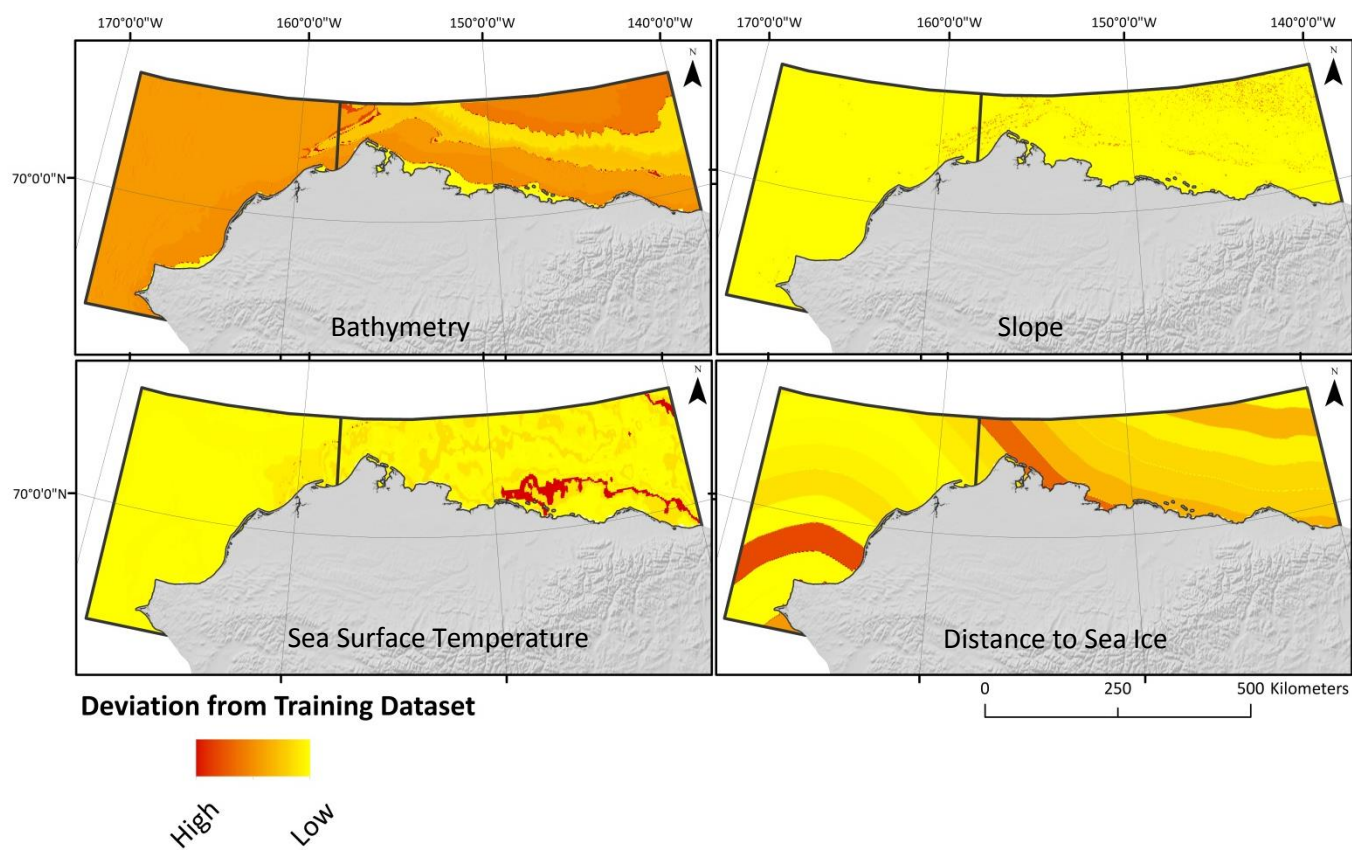 170°0'0"W 160°0'0"W 150°0'0"W 140°0'0"W 170°0'0"W 160°0'0"W 150°0'0"W 140°0'0"W
N N
70°0'0"N
Bathymetry Slope
N N
70°0'0"N
Sea Surface Temperature Distance to Sea Ice
Deviation from Training Dataset
0 250 500 Kilometers
High Low